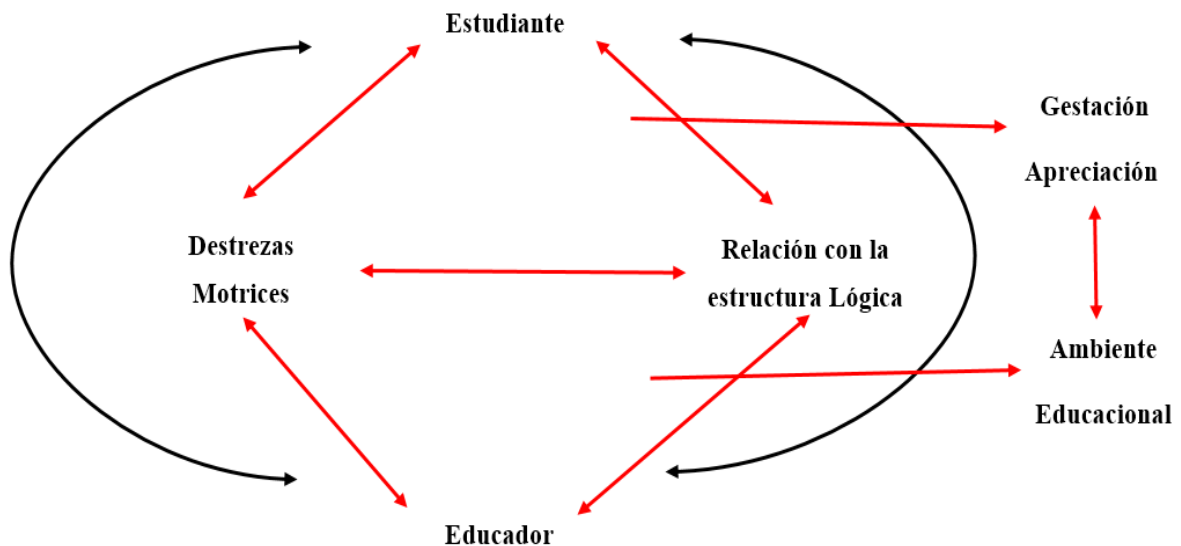 Estudiante
Gestación
Apreciación
Destrezas
Motrices
Relación con la
estructura Lógica
Ambiente
Educacional
Educador